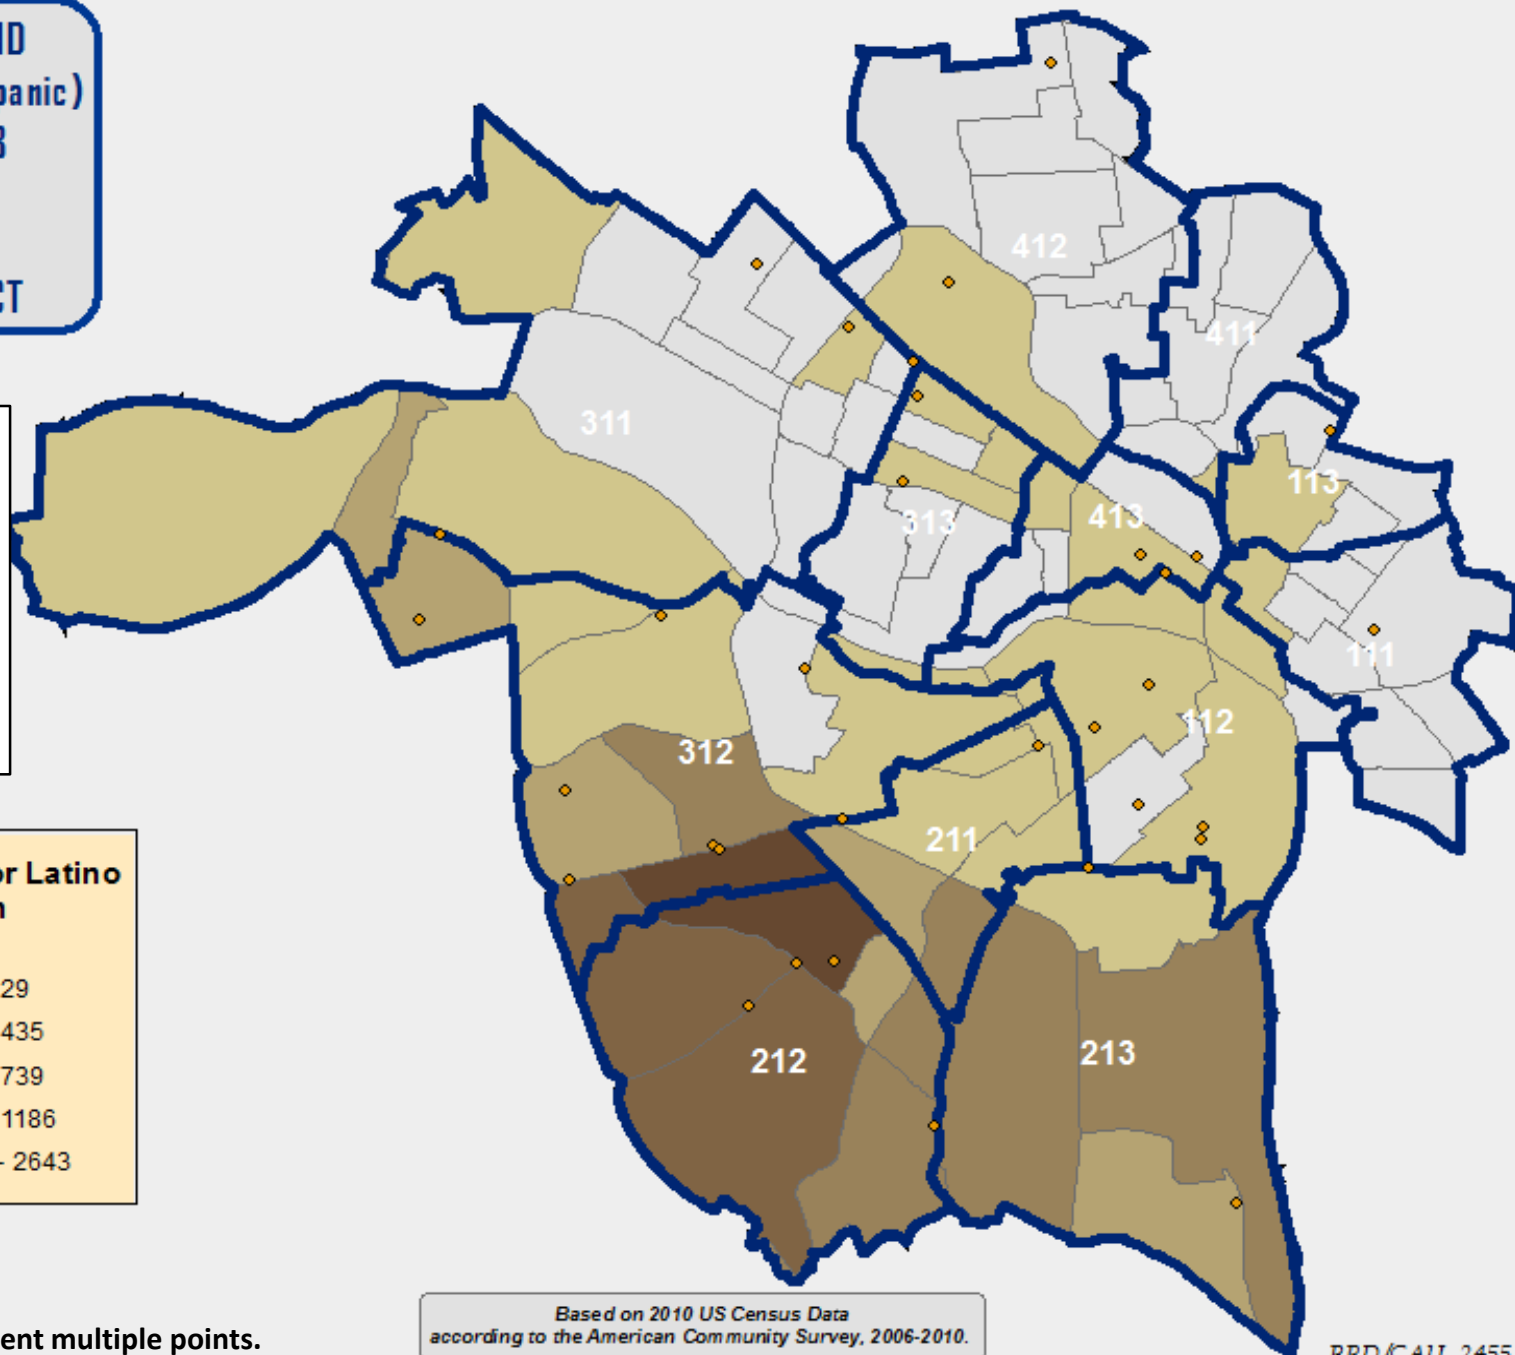 ID
panic)
3
CT
412
411
311
113
313
413
111
112
312
211
or Latino
n
29
435
739
1186
- 2643
212
213
Based on 2010 US Census Data
according to the American Community Survey, 2006-2010.
ent multiple points.